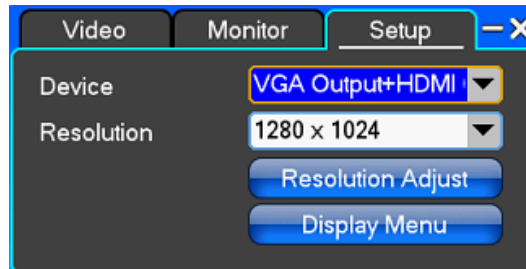 Video Monitor Setup
Device VGA Output+HDMI
Resolution 1280 x 1024
Resolution Adjust
Display Menu